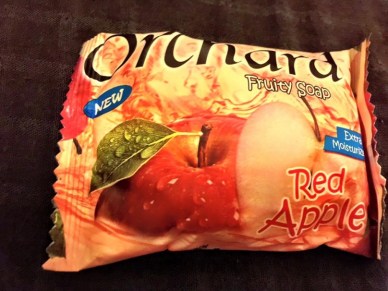 Orchard
Fruity Soap
NEW
Extra
Red
Apple